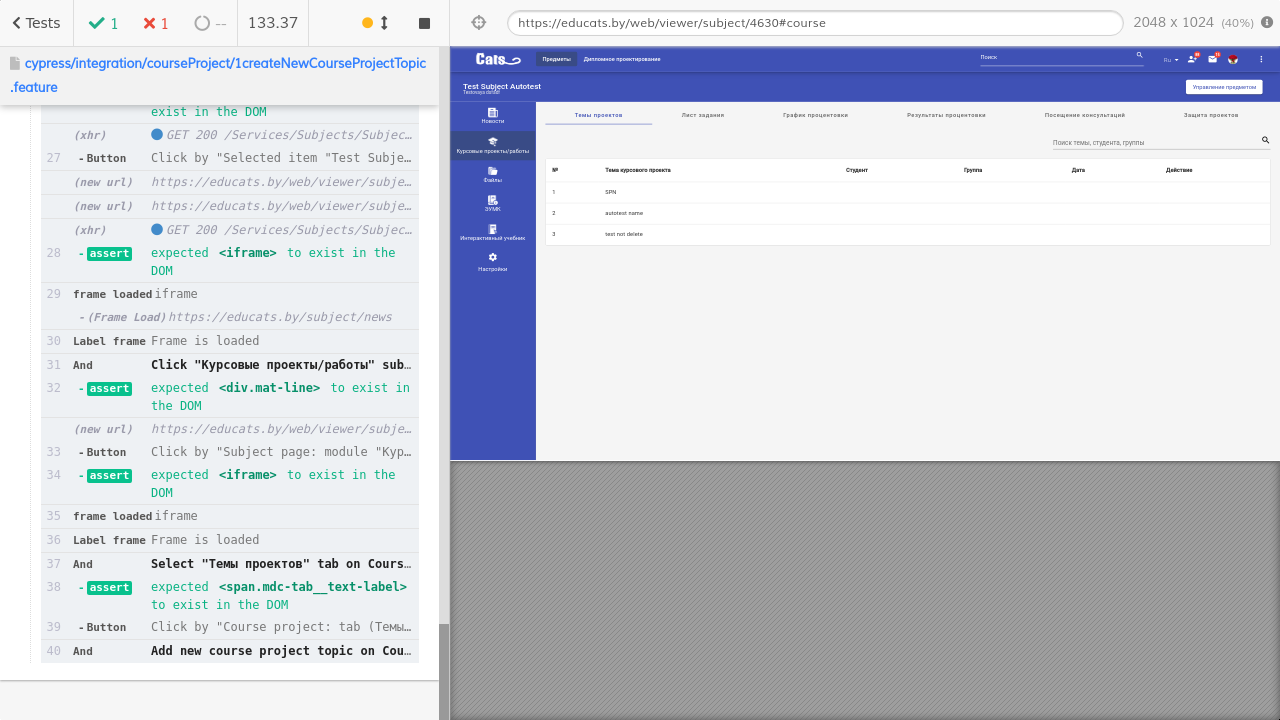 Tests
1
1
--
133.37
https://educats.by/web/viewer/subject/4630#course
2048 x 1024 (40%)
cypress/integration/courseProject/1createNewCourseProjectTopic
.feature
exist in the DOM
(xhr) GET 200 /Services/Subjects/Subjec…
27 -Button Click by "Selected item "Test Subje…
(new url) https://educats.by/web/viewer/subje…
(new url) https://educats.by/web/viewer/subje…
(xhr) GET 200 /Services/Subjects/Subjec…
28 -assert expected <iframe> to exist in the
DOM
29 frame loaded iframe
-(Frame Load) https://educats.by/subject/news
30 Label frame Frame is loaded
31 And Click "Курсовые проекты/работы" sub…
32 -assert expected <div.mat-line> to exist in
the DOM
(new url) https://educats.by/web/viewer/subje…
33 -Button Click by "Subject page: module "Кур…
34 -assert expected <iframe> to exist in the
DOM
35 frame loaded iframe
36 Label frame Frame is loaded
37 And Select "Темы проектов" tab on Cours…
38 -assert expected <span.mdc-tab__text-label>
to exist in the DOM
39 -Button Click by "Course project: tab (Темы…
40 And Add new course project topic on Cou…
Cats
Предметы Дипломное проектирование
Поиск
Ru
Test Subject Autotest
Управление предметом
Новости
Курсовые проекты/работы
Файлы
ЭУМК
Интерактивный учебник
Настройки
Темы проектов Лист задания График процентовки Результаты процентовки Посещение консультаций Защита проектов
Поиск темы, студента, группы
№ Тема курсового проекта Студент Группа Дата Действие
1 SPN
2 autotest name
3 test not delete